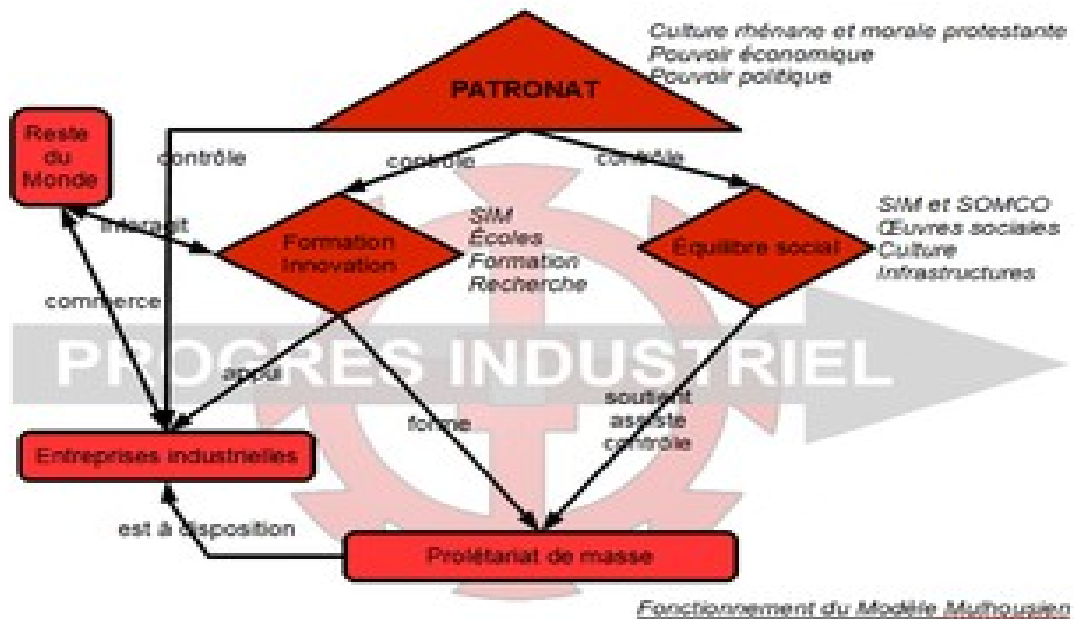 Culture rhénane et morale protestante
Pouvoir économique
Pouvoir politique
PATRONAT
Reste
du
Monde
contrôle
contrôle
contrôle
interagit
Formation
Innovation
SIM
Écoles
Formation
Recherche
Équilibre social
SIM et SOMCO
Œuvres sociales
Culture
Infrastructures
commerce
PROGRES INDUSTRIEL
appui
forme
soutient
assiste
contrôle
Entreprises industrielles
est à disposition
Prolétariat de masse
Fonctionnement du Modèle Mulhousien